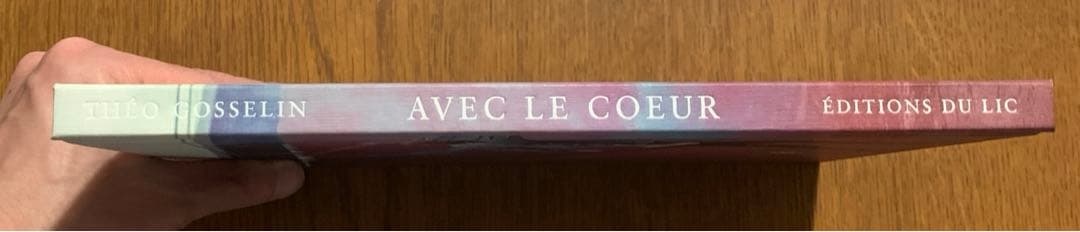 THÉO GOSSELIN AVEC LE COEUR ÉDITIONS DU LIC